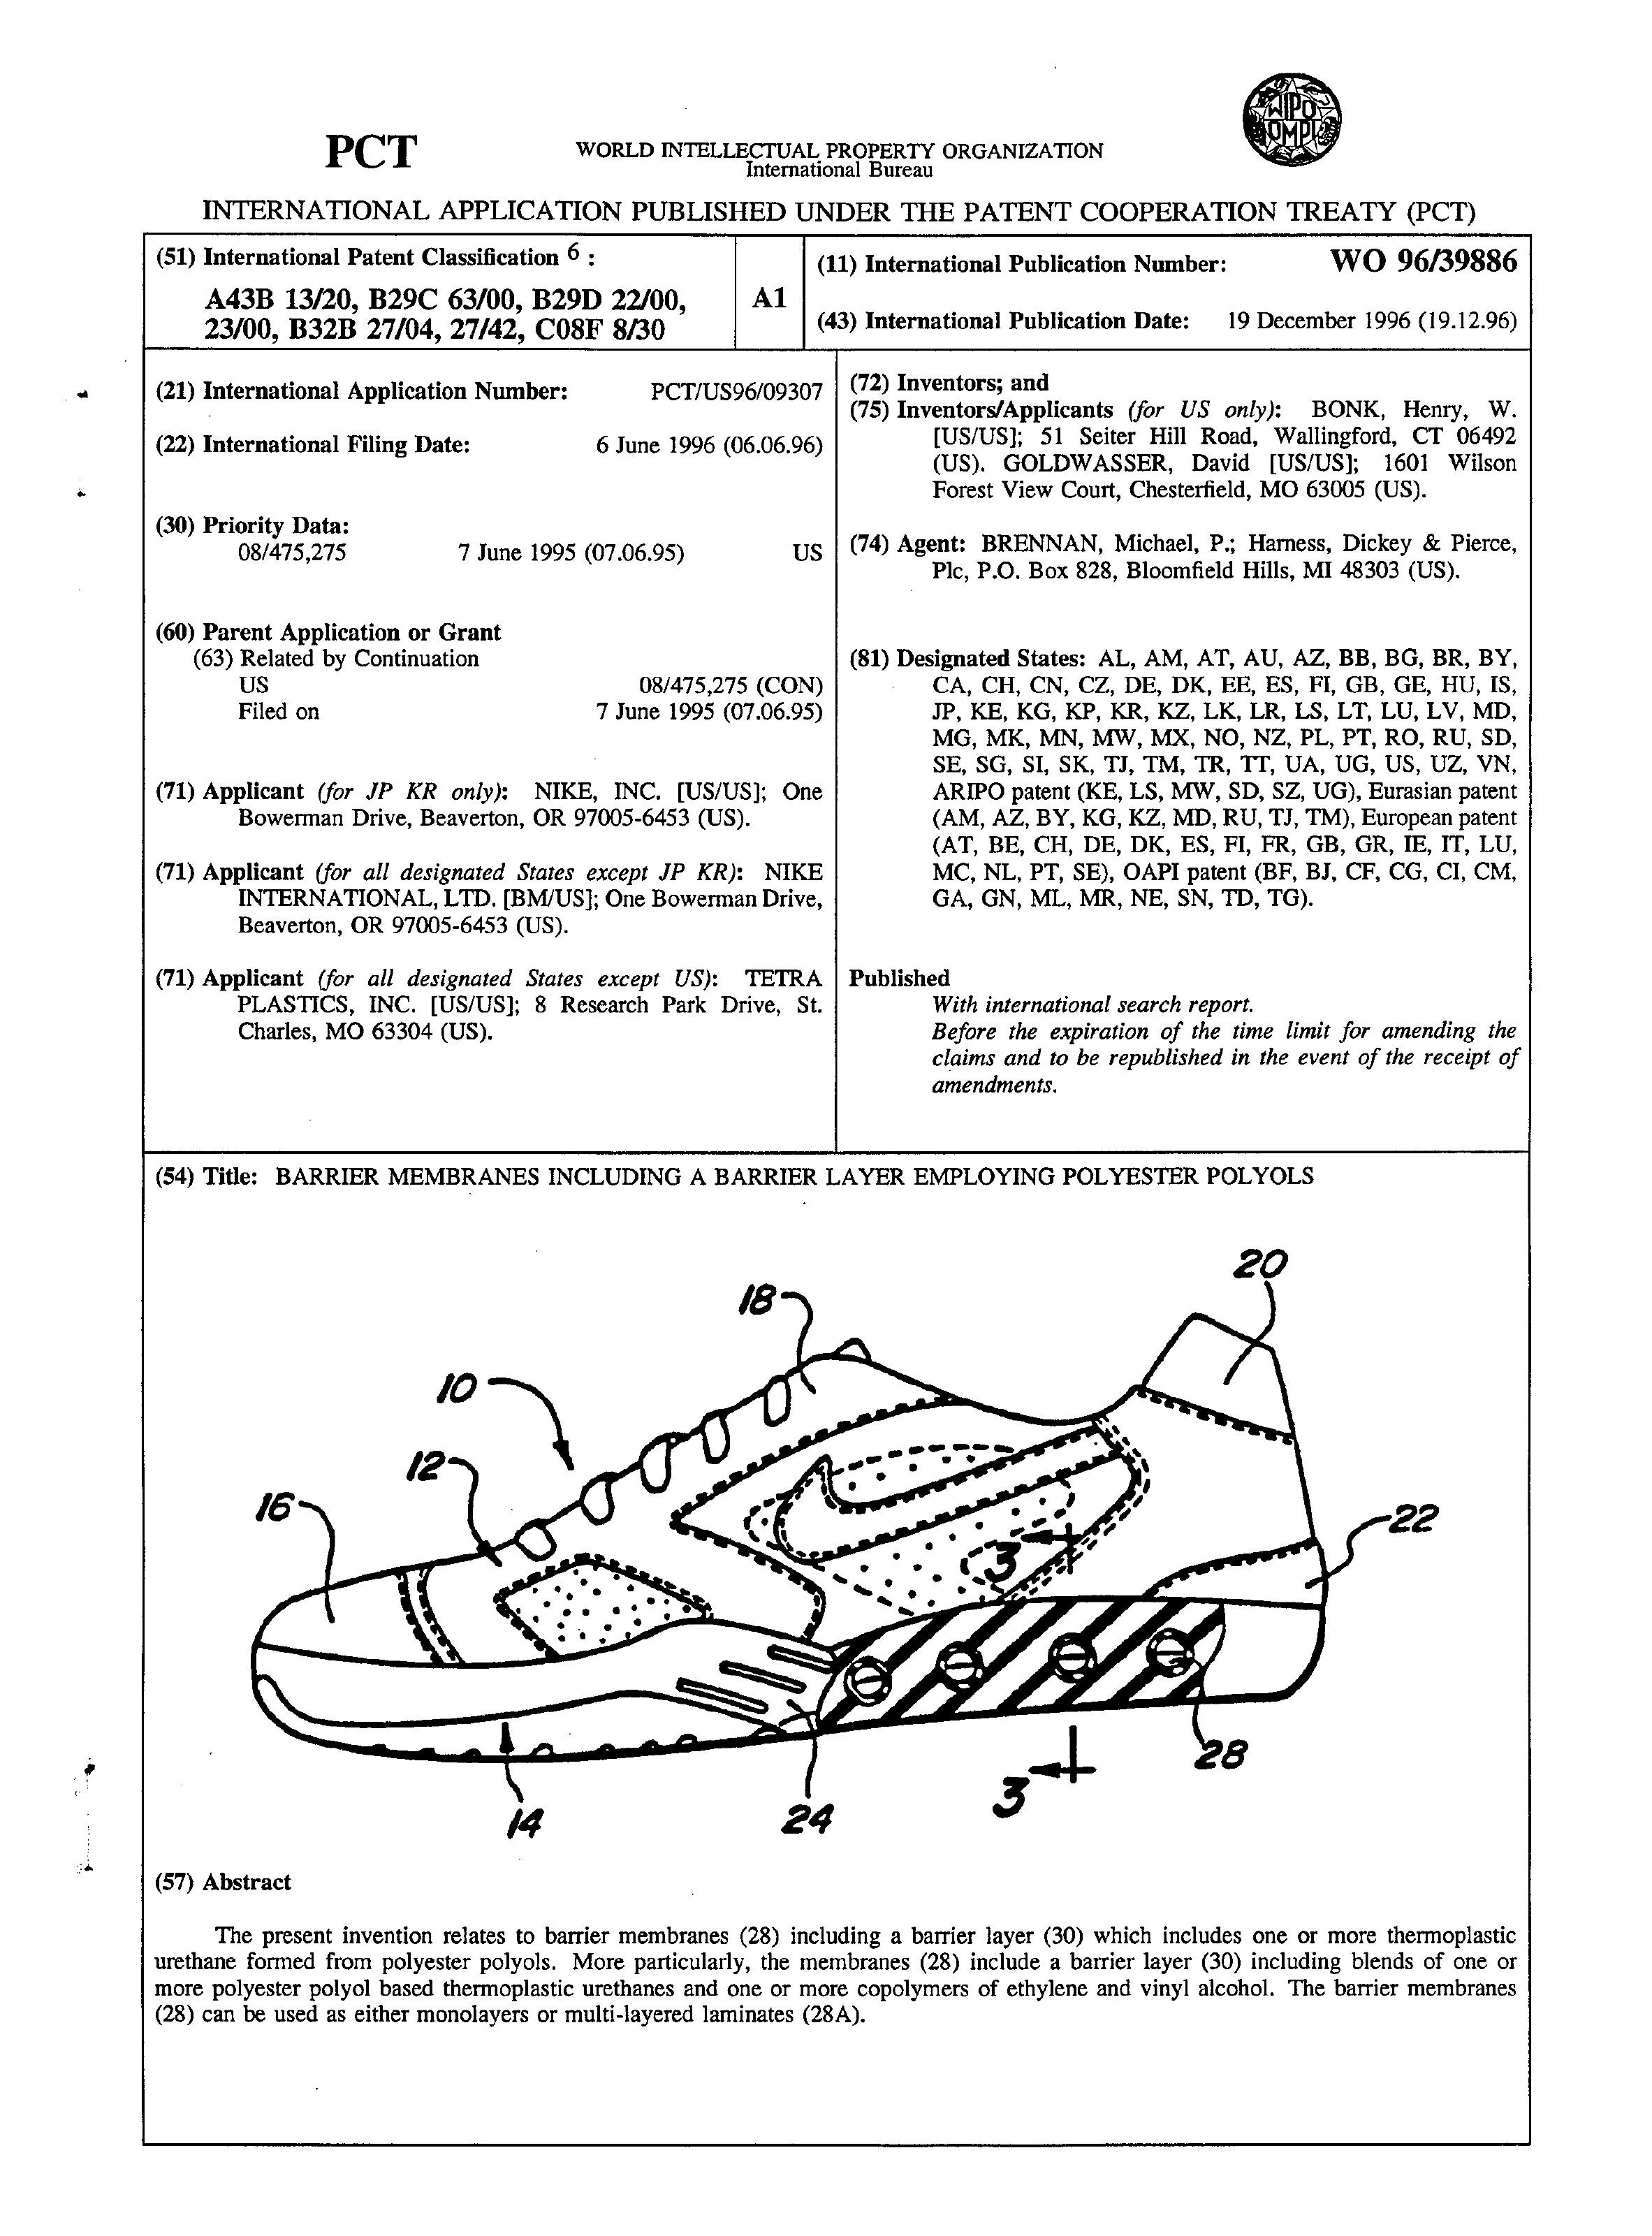 PCT
WORLD INTELLECTUAL PROPERTY ORGANIZATION
International Bureau
WIPO
OMPI
INTERNATIONAL APPLICATION PUBLISHED UNDER THE PATENT COOPERATION TREATY (PCT)
(51) International Patent Classification 6 :
A43B 13/20, B29C 63/00, B29D 22/00,
23/00, B32B 27/04, 27/42, C08F 8/30
A1
(11) International Publication Number: WO 96/39886
(43) International Publication Date: 19 December 1996 (19.12.96)
(21) International Application Number: PCT/US96/09307
(22) International Filing Date: 6 June 1996 (06.06.96)
(30) Priority Data:
08/475,275 7 June 1995 (07.06.95) US
(60) Parent Application or Grant
(63) Related by Continuation
US 08/475,275 (CON)
Filed on 7 June 1995 (07.06.95)
(71) Applicant (for JP KR only): NIKE, INC. [US/US]; One
Bowerman Drive, Beaverton, OR 97005-6453 (US).
(71) Applicant (for all designated States except JP KR): NIKE
INTERNATIONAL, LTD. [BM/US]; One Bowerman Drive,
Beaverton, OR 97005-6453 (US).
(71) Applicant (for all designated States except US): TETRA
PLASTICS, INC. [US/US]; 8 Research Park Drive, St.
Charles, MO 63304 (US).
(72) Inventors; and
(75) Inventors/Applicants (for US only): BONK, Henry, W.
[US/US]; 51 Seiter Hill Road, Wallingford, CT 06492
(US). GOLDWASSER, David [US/US]; 1601 Wilson
Forest View Court, Chesterfield, MO 63005 (US).
(74) Agent: BRENNAN, Michael, P.; Harness, Dickey & Pierce,
Plc, P.O. Box 828, Bloomfield Hills, MI 48303 (US).
(81) Designated States: AL, AM, AT, AU, AZ, BB, BG, BR, BY,
CA, CH, CN, CZ, DE, DK, EE, ES, FI, GB, GE, HU, IS,
JP, KE, KG, KP, KR, KZ, LK, LR, LS, LT, LU, LV, MD,
MG, MK, MN, MW, MX, NO, NZ, PL, PT, RO, RU, SD,
SE, SG, SI, SK, TJ, TM, TR, TT, UA, UG, US, UZ, VN,
ARIPO patent (KE, LS, MW, SD, SZ, UG), Eurasian patent
(AM, AZ, BY, KG, KZ, MD, RU, TJ, TM), European patent
(AT, BE, CH, DE, DK, ES, FI, FR, GB, GR, IE, IT, LU,
MC, NL, PT, SE), OAPI patent (BF, BJ, CF, CG, CI, CM,
GA, GN, ML, MR, NE, SN, TD, TG).
Published
With international search report.
Before the expiration of the time limit for amending the
claims and to be republished in the event of the receipt of
amendments.
(54) Title: BARRIER MEMBRANES INCLUDING A BARRIER LAYER EMPLOYING POLYESTER POLYOLS
20
18
10
12
16
22
3
28
3
24
14
(57) Abstract
The present invention relates to barrier membranes (28) including a barrier layer (30) which includes one or more thermoplastic
urethane formed from polyester polyols. More particularly, the membranes (28) include a barrier layer (30) including blends of one or
more polyester polyol based thermoplastic urethanes and one or more copolymers of ethylene and vinyl alcohol. The barrier membranes
(28) can be used as either monolayers or multi-layered laminates (28A).